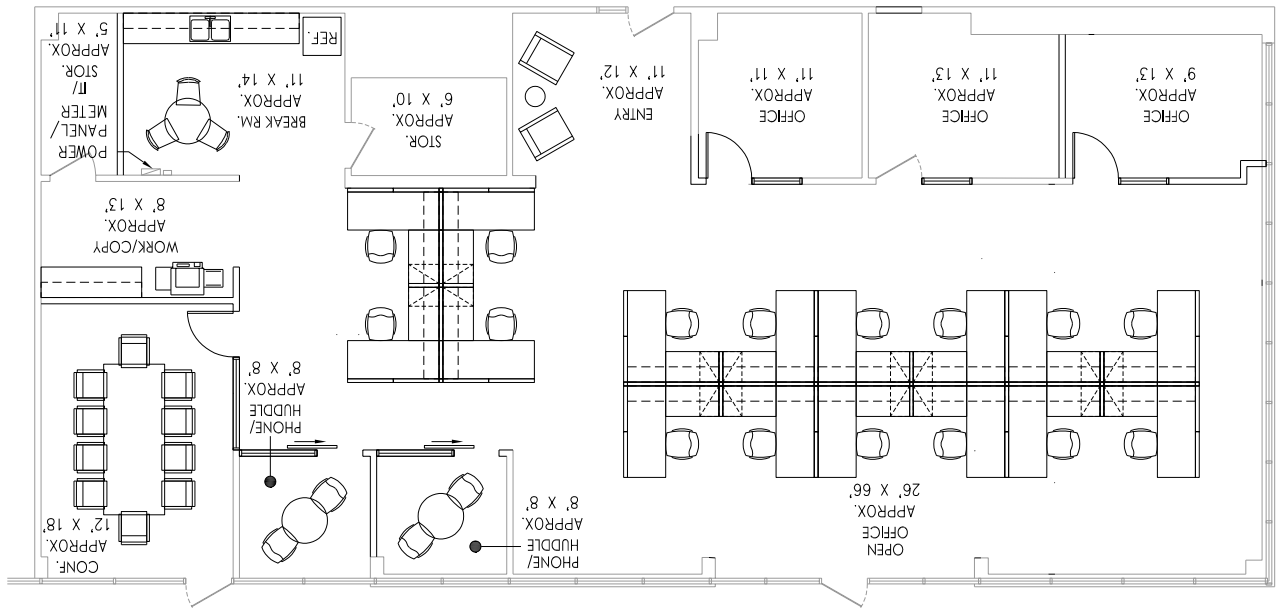 OPEN
OFFICE
APPROX.
26' X 66'
PHONE/
HUDDLE
APPROX.
8' X 8'
PHONE/
HUDDLE
APPROX.
8' X 8'
CONF.
APPROX.
12' X 18'
WORK/COPY
APPROX.
8' X 13'
OFFICE
APPROX.
9' X 13'
OFFICE
APPROX.
11' X 13'
OFFICE
APPROX.
11' X 11'
ENTRY
APPROX.
11' X 12'
STOR.
APPROX.
6' X 10'
BREAK RM.
APPROX.
11' X 14'
REF.
POWER
PANEL/
METER
IT/
STOR.
APPROX.
5' X 11'